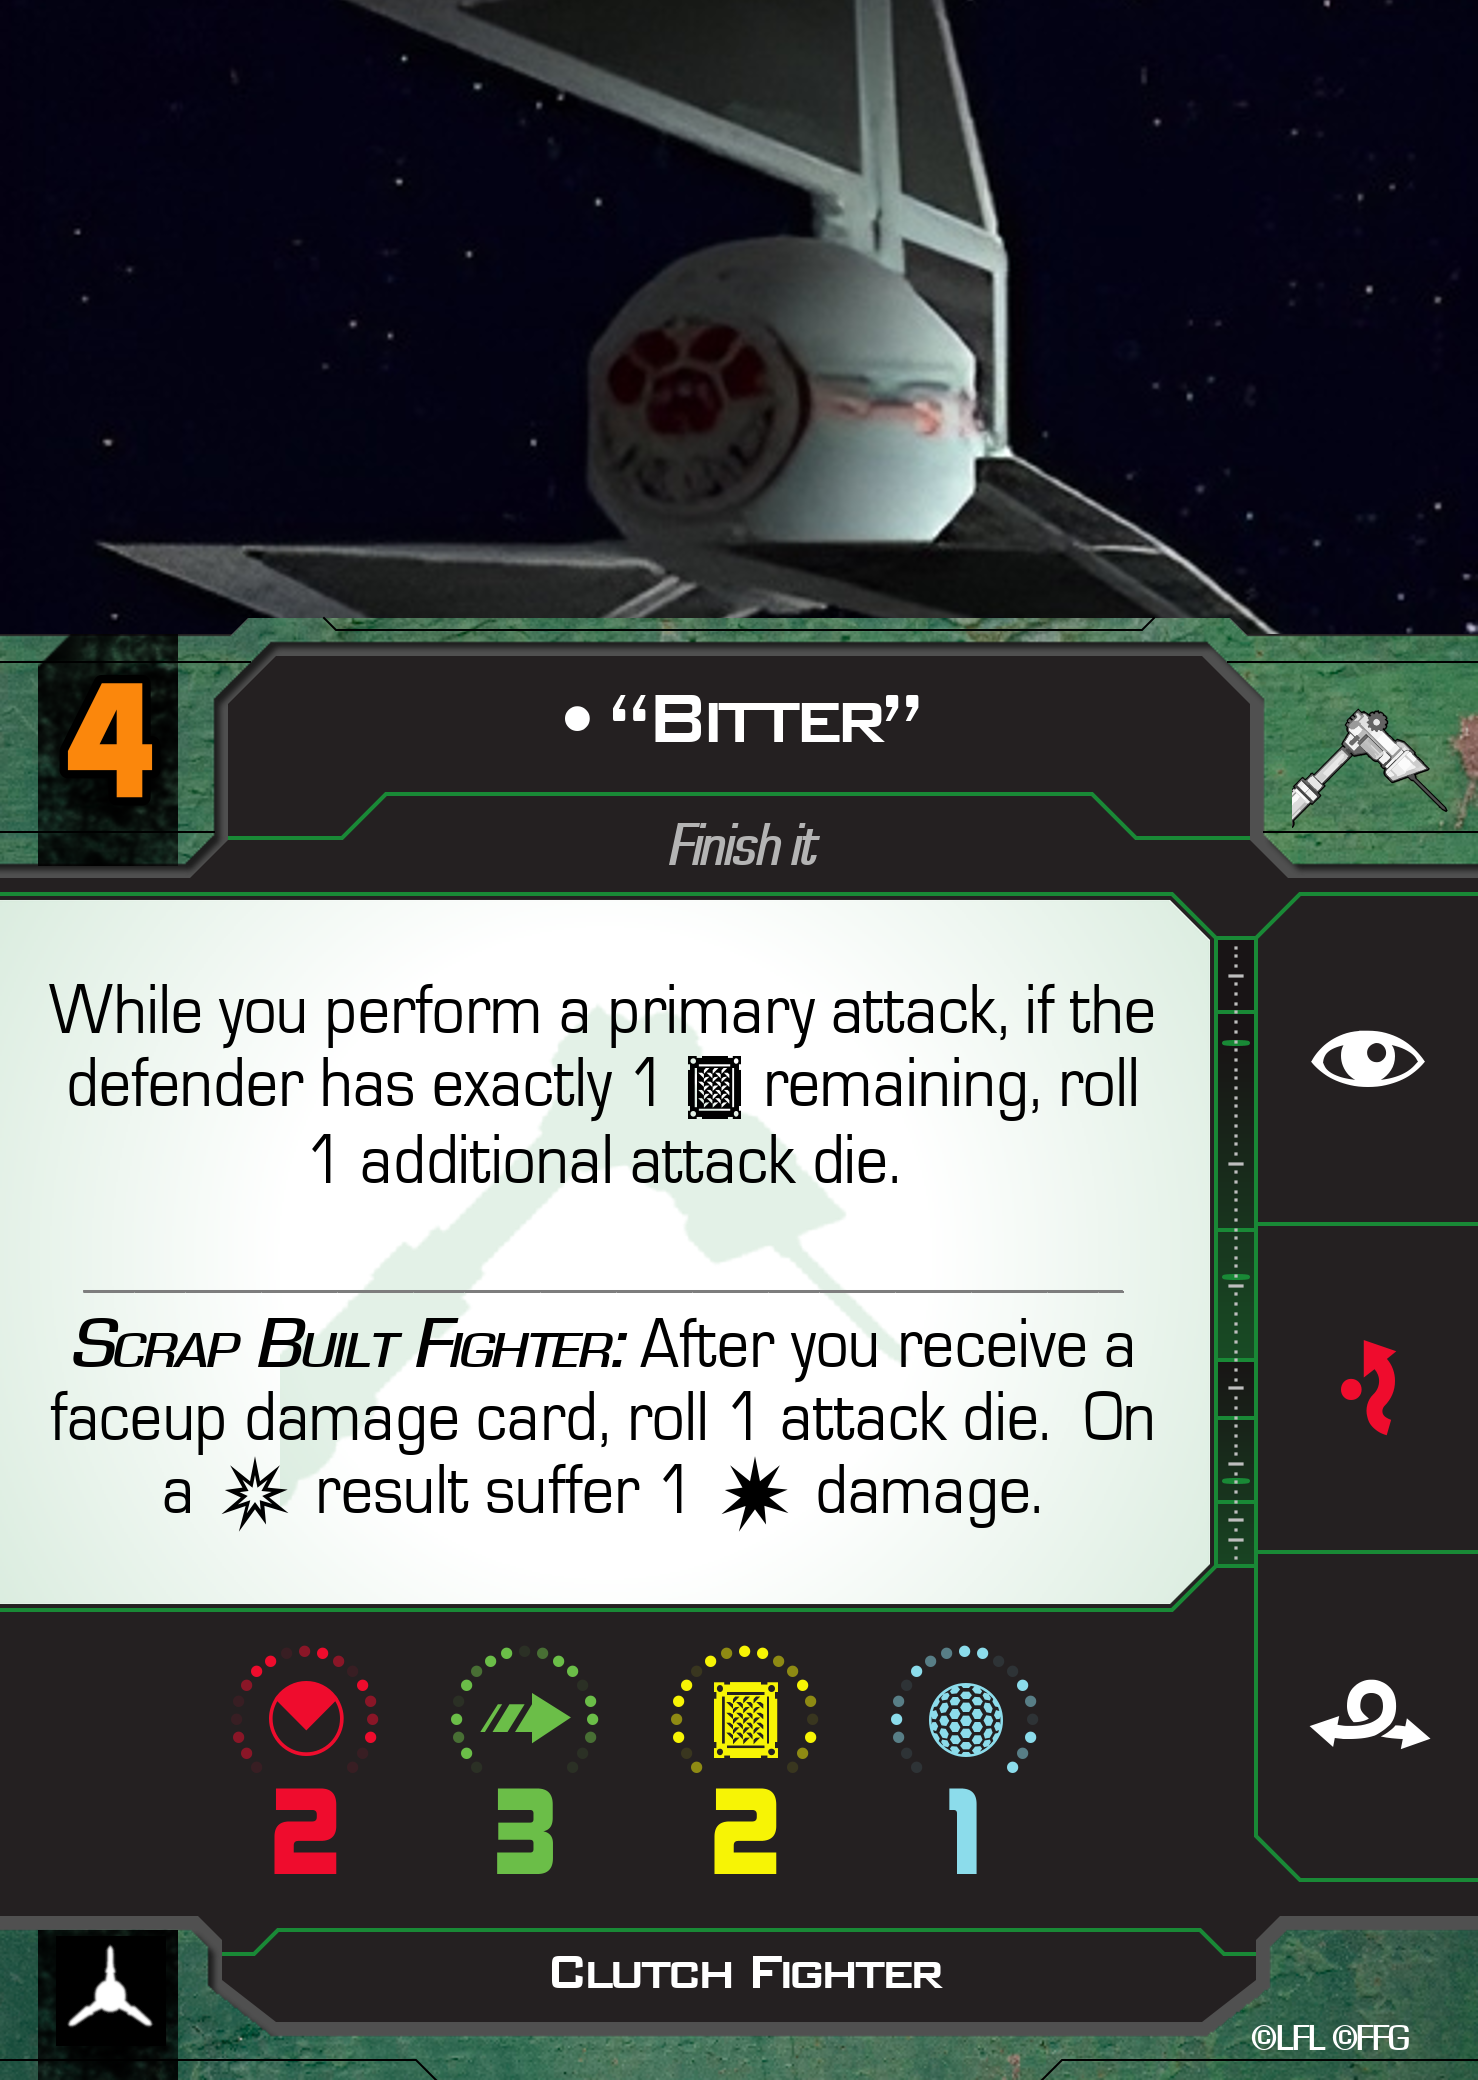 4
• “Bitter”
Finish it
While you perform a primary attack, if the
defender has exactly 1 remaining, roll
1 additional attack die.
Scrap Built Fighter: After you receive a
faceup damage card, roll 1 attack die. On
a result suffer 1 damage.
2 3 2 1
Clutch Fighter
©LFL ©FFG